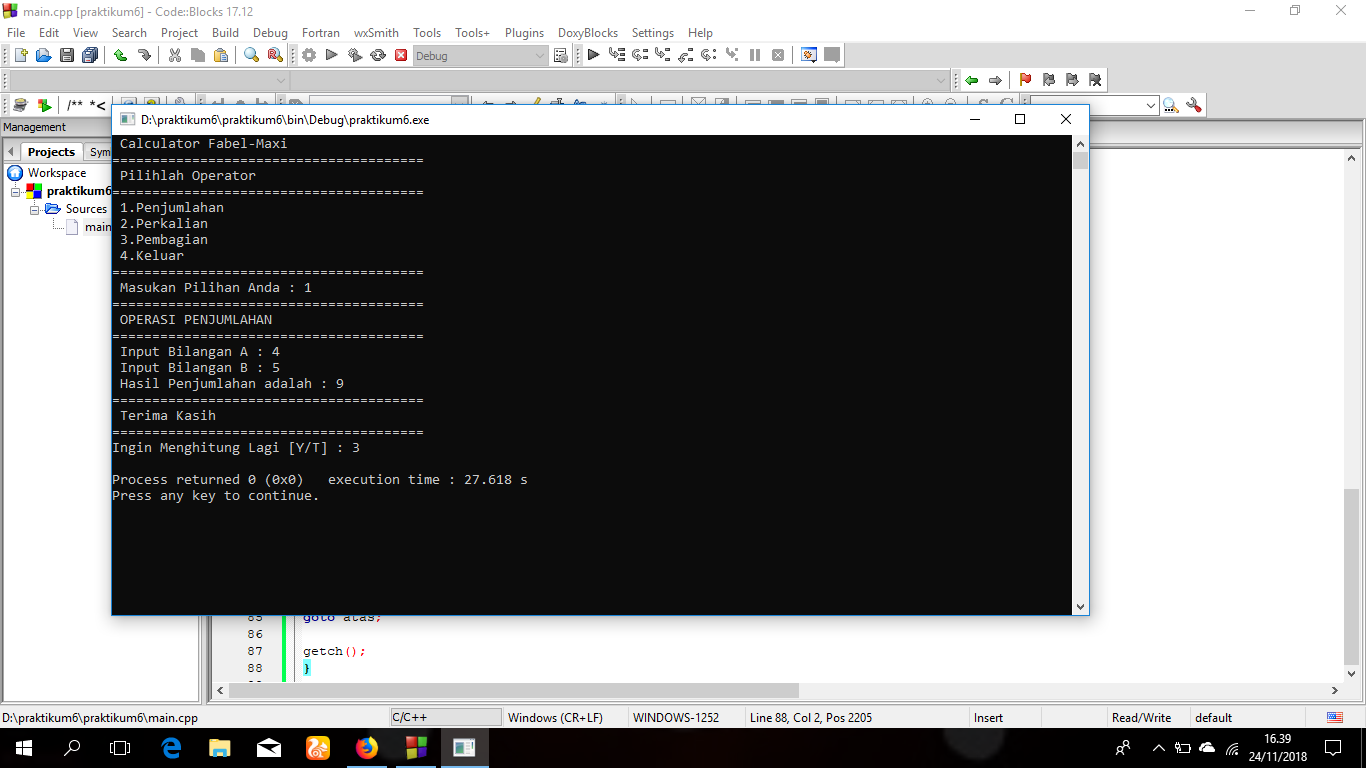 main.cpp [praktikum6] - Code::Blocks 17.12
File Edit View Search Project Build Debug Fortran wxSmith Tools Tools+ Plugins DoxyBlocks Settings Help
Debug
/** *<
D:\praktikum6\praktikum6\bin\Debug\praktikum6.exe
Management
Projects Sym
Workspace
praktikum6
Sources
main
Calculator Fabel-Maxi
=======================================
Pilihlah Operator
=======================================
1.Penjumlahan
2.Perkalian
3.Pembagian
4.Keluar
=======================================
Masukan Pilihan Anda : 1
=======================================
OPERASI PENJUMLAHAN
=======================================
Input Bilangan A : 4
Input Bilangan B : 5
Hasil Penjumlahan adalah : 9
=======================================
Terima Kasih
=======================================
Ingin Menghitung Lagi [Y/T] : 3
Process returned 0 (0x0)   execution time : 27.618 s
Press any key to continue.
85 goto atas;
86
87 getch();
88 }
D:\praktikum6\praktikum6\main.cpp C/C++ Windows (CR+LF) WINDOWS-1252 Line 88, Col 2, Pos 2205 Insert Read/Write default
16.39
24/11/2018